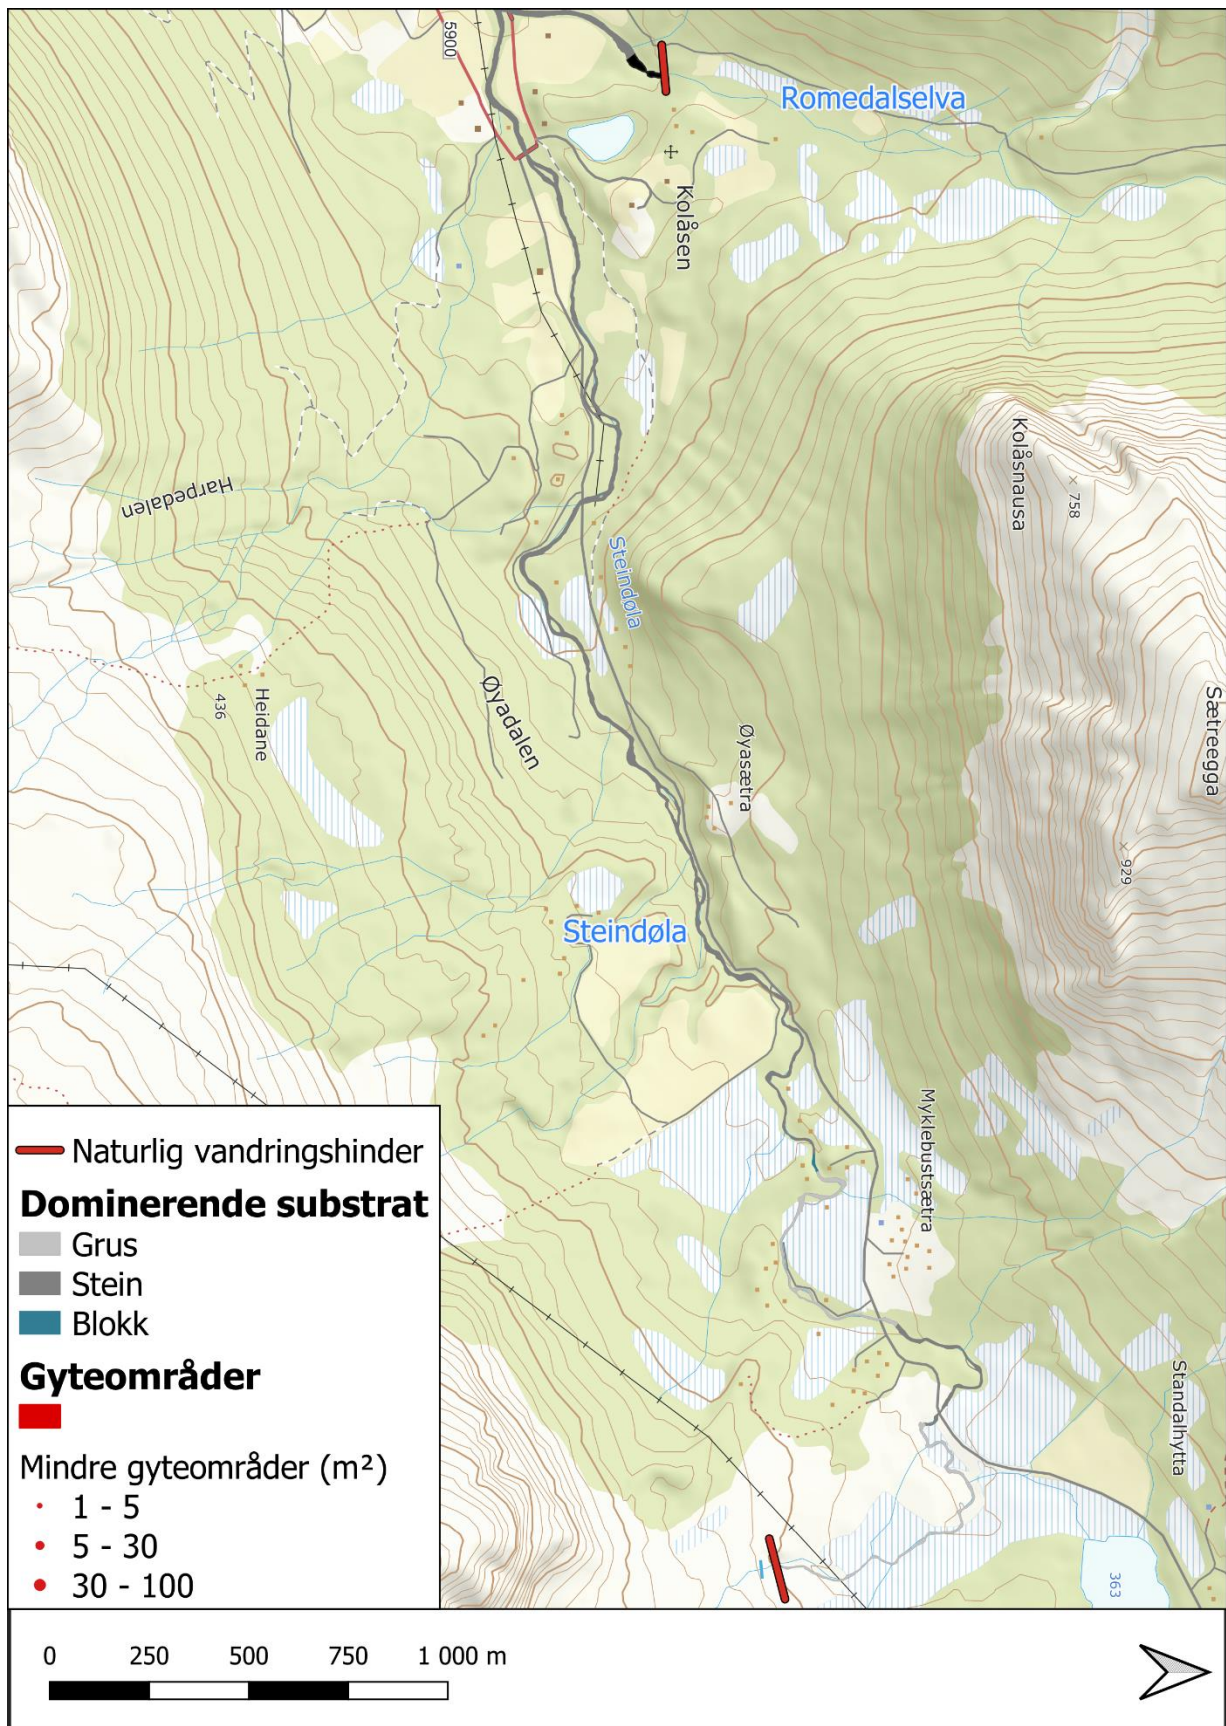 5900
Romedalselva
Kolåsen
Kolåsnausa
758
Harpedalen
Steindøla
Sætreegga
Heidane
436
Øyadalen
Øyasætra
929
Steindøla
Myklebustsætra
Standalhytta
363
Naturlig vandringshinder
Dominerende substrat
Grus
Stein
Blokk
Gyteområder
Mindre gyteområder (m²)
1 - 5
5 - 30
30 - 100
0 250 500 750 1 000 m